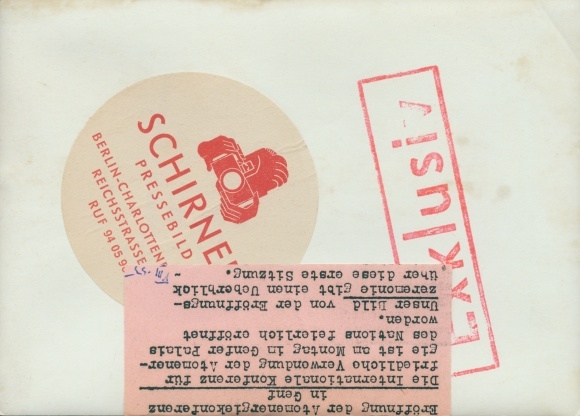 SCHIRNE
PRESSEBILD
BERLIN-CHARLOTTEN
REICHSSTRASSE
RUF 94 05 9
Exklusiv
Eröffnung der Atomenergiekonferenz
in Genf
Die Internationale Konferenz für
friedliche Verwendung der Atomener-
gie ist am Montag im Genfer Palais
des Nations feierlich eröffnet
worden.
Unser Bild von der Eröffnungs-
zeremonie gibt einen Ueberblick
über diese erste Sitzung.